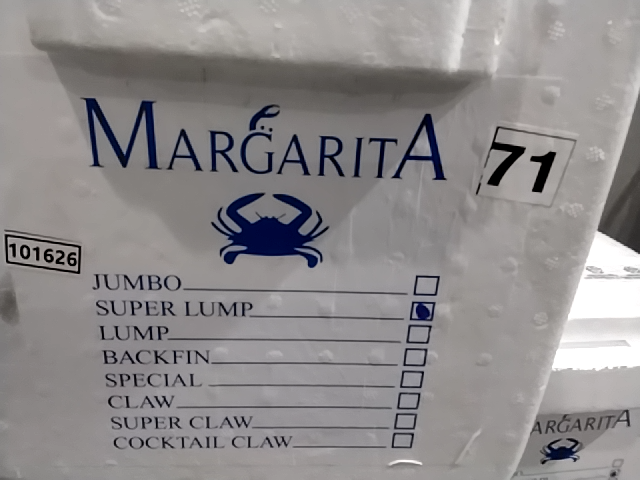 MARGARITA
71
101626
JUMBO
SUPER LUMP
LUMP
BACKFIN
SPECIAL
CLAW
SUPER CLAW
COCKTAIL CLAW
ARGARITA